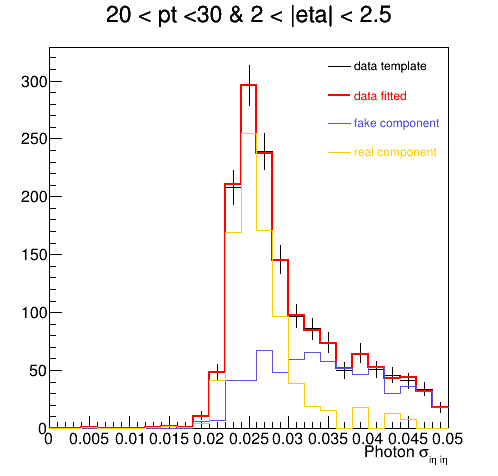 20 < pt <30 & 2 < |eta| < 2.5
data template
data fitted
fake component
real component
300
250
200
150
100
50
0
0 0.005 0.01 0.015 0.02 0.025 0.03 0.035 0.04 0.045 0.05
Photon σiη iη